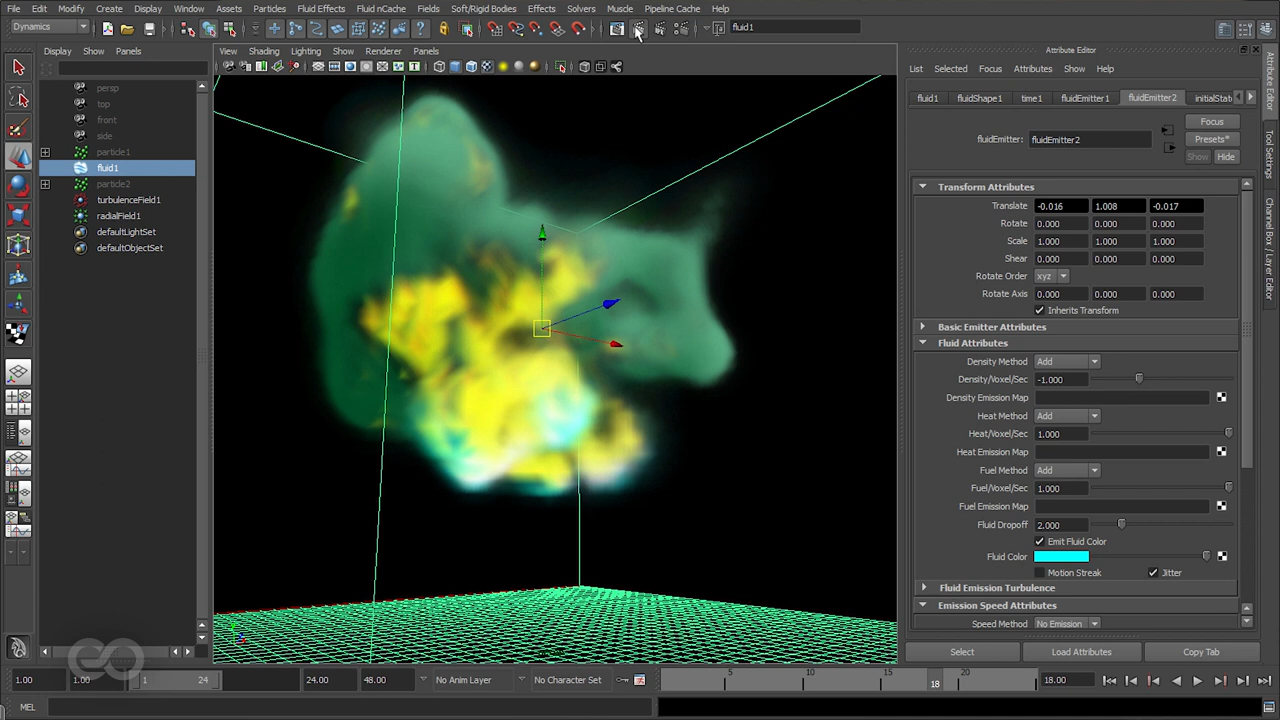 File Edit Modify Create Display Window Assets Particles Fluid Effects Fluid nCache Fields Soft/Rigid Bodies Effects Solvers Muscle Pipeline Cache Help
Dynamics fluid1
Display Show Panels
View Shading Lighting Show Renderer Panels
Attribute Editor
List Selected Focus Attributes Show Help
persp
top
front
side
particle1
fluid1
particle2
turbulenceField1
radialField1
defaultLightSet
defaultObjectSet
fluid1 fluidShape1 time1 fluidEmitter1 fluidEmitter2 initialStat
Focus
fluidEmitter: fluidEmitter2
Presets*
Show Hide
Transform Attributes
Translate -0.016 1.008 -0.017
Rotate 0.000 0.000 0.000
Scale 1.000 1.000 1.000
Shear 0.000 0.000 0.000
Rotate Order xyz
Rotate Axis 0.000 0.000 0.000
Inherits Transform
Basic Emitter Attributes
Fluid Attributes
Density Method Add
Density/Voxel/Sec -1.000
Density Emission Map
Heat Method Add
Heat/Voxel/Sec 1.000
Heat Emission Map
Fuel Method Add
Fuel/Voxel/Sec 1.000
Fuel Emission Map
Fluid Dropoff 2.000
Emit Fluid Color
Fluid Color
Motion Streak Jitter
Fluid Emission Turbulence
Emission Speed Attributes
Speed Method No Emission
Select Load Attributes Copy Tab
Attribute Editor
Tool Settings
Channel Box / Layer Editor
1.00 1.00 1 24 24.00 48.00 No Anim Layer No Character Set 5 10 15 18 20 18.00
MEL